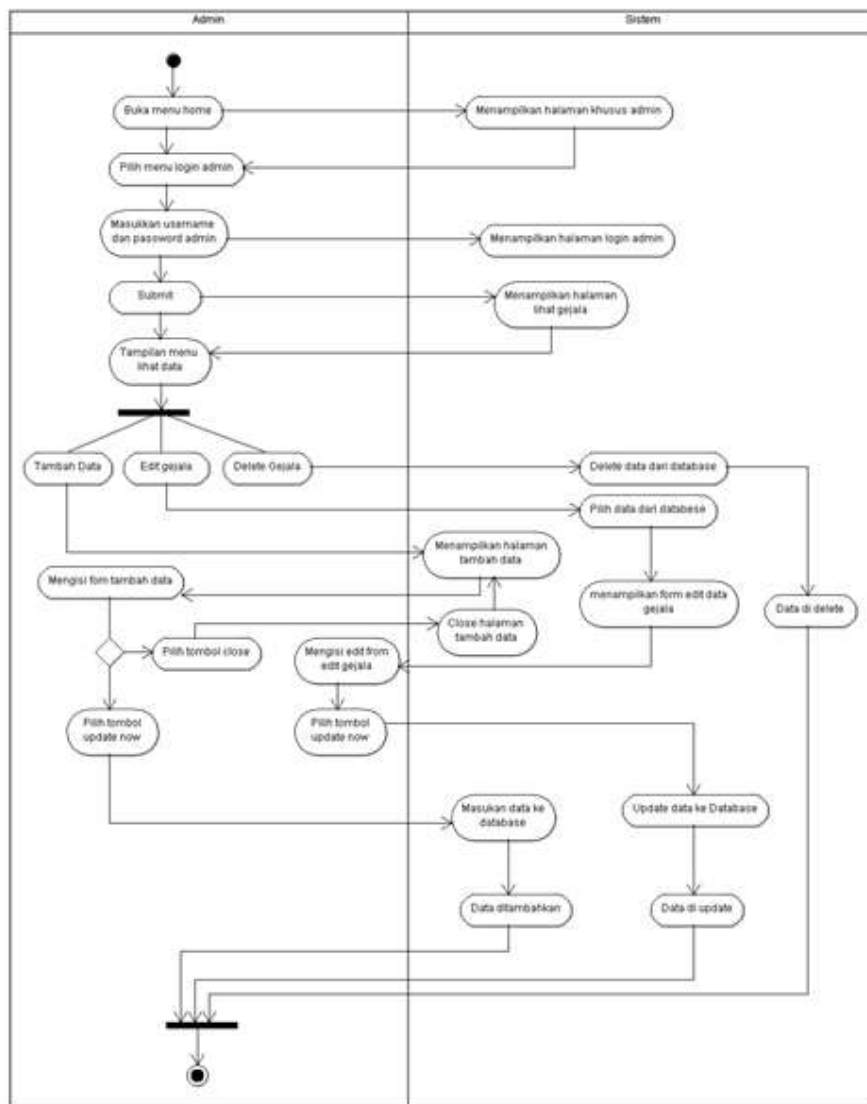 Admin
Sistem
Buka menu home
Menampilkan halaman khusus admin
Pilih menu login admin
Masukkan username
dan password admin
Menampilkan halaman login admin
Submit
Menampilkan halaman
lihat gejala
Tampilan menu
lihat data
Tambah Data
Edit gejala
Delete Gejala
Delete data dari database
Pilih data dari databese
Menampilkan halaman
tambah data
Mengisi form tambah data
menampilkan form edit data
gejala
Data di delete
Close halaman
tambah data
Pilih tombol close
Mengisi edit from
edit gejala
Pilih tombol
update now
Pilih tombol
update now
Masukan data ke
database
Update data ke Database
Data ditambahkan
Data di update